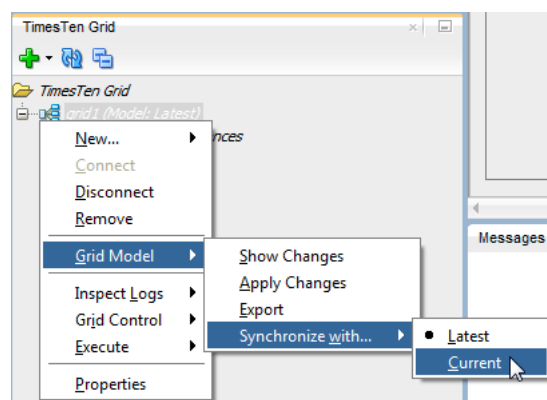 TimesTen Grid
TimesTen Grid
grid1 (Model: Latest)
nces
New...
Connect
Disconnect
Remove
Grid Model
Inspect Logs
Grid Control
Execute
Properties
Show Changes
Apply Changes
Export
Synchronize with...
Latest
Current
Messages